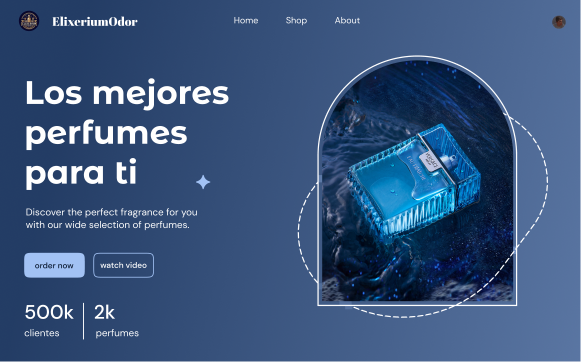 ElixeriumOdor
Home Shop About
Los mejores
perfumes
para ti
Discover the perfect fragrance for you
with our wide selection of perfumes.
order now watch video
500k 2k
clientes perfumes